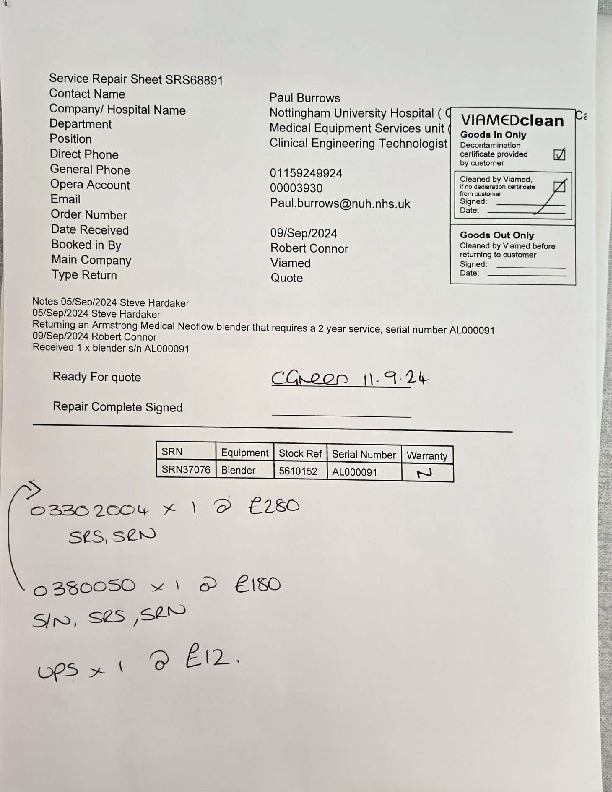 Service Repair Sheet SRS68891
Contact Name Paul Burrows
Company/ Hospital Name Nottingham University Hospital (
Department Medical Equipment Services unit (
Position Clinical Engineering Technologist
Direct Phone
General Phone 01159249924
Opera Account 00003930
Email Paul.burrows@nuh.nhs.uk
Order Number
Date Received 09/Sep/2024
Booked in By Robert Connor
Main Company Viamed
Type Return Quote
VIAMEDclean
Goods In Only
Decontamination
certificate provided
by customer
Cleaned by Viamed,
if no declaration certificate
from customer
Signed:
Date:
Goods Out Only
Cleaned by Viamed before
returning to customer
Signed:
Date:
Notes 05/Sep/2024 Steve Hardaker
05/Sep/2024 Steve Hardaker
Returning an Armstrong Medical Neoflow blender that requires a 2 year service, serial number AL000091
09/Sep/2024 Robert Connor
Received 1 x blender s/n AL000091
Ready For quote CGreen 11.9.24
Repair Complete Signed
SRN Equipment Stock Ref Serial Number Warranty
SRN37076 Blender 5610152 AL000091 N
03302004 x 1 @ £280
SRS, SRN
0380050 x 1 @ £180
S/N, SRS, SRN
UPS x 1 @ £12.